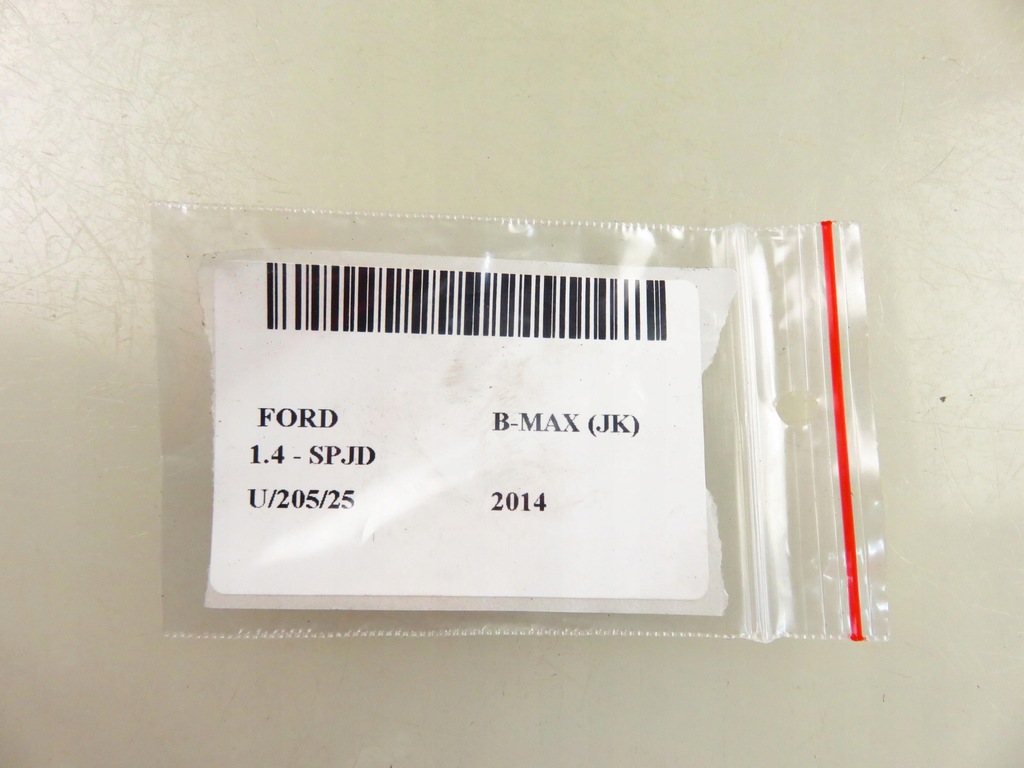 FORD B-MAX (JK)
1.4 - SPJD
U/205/25 2014